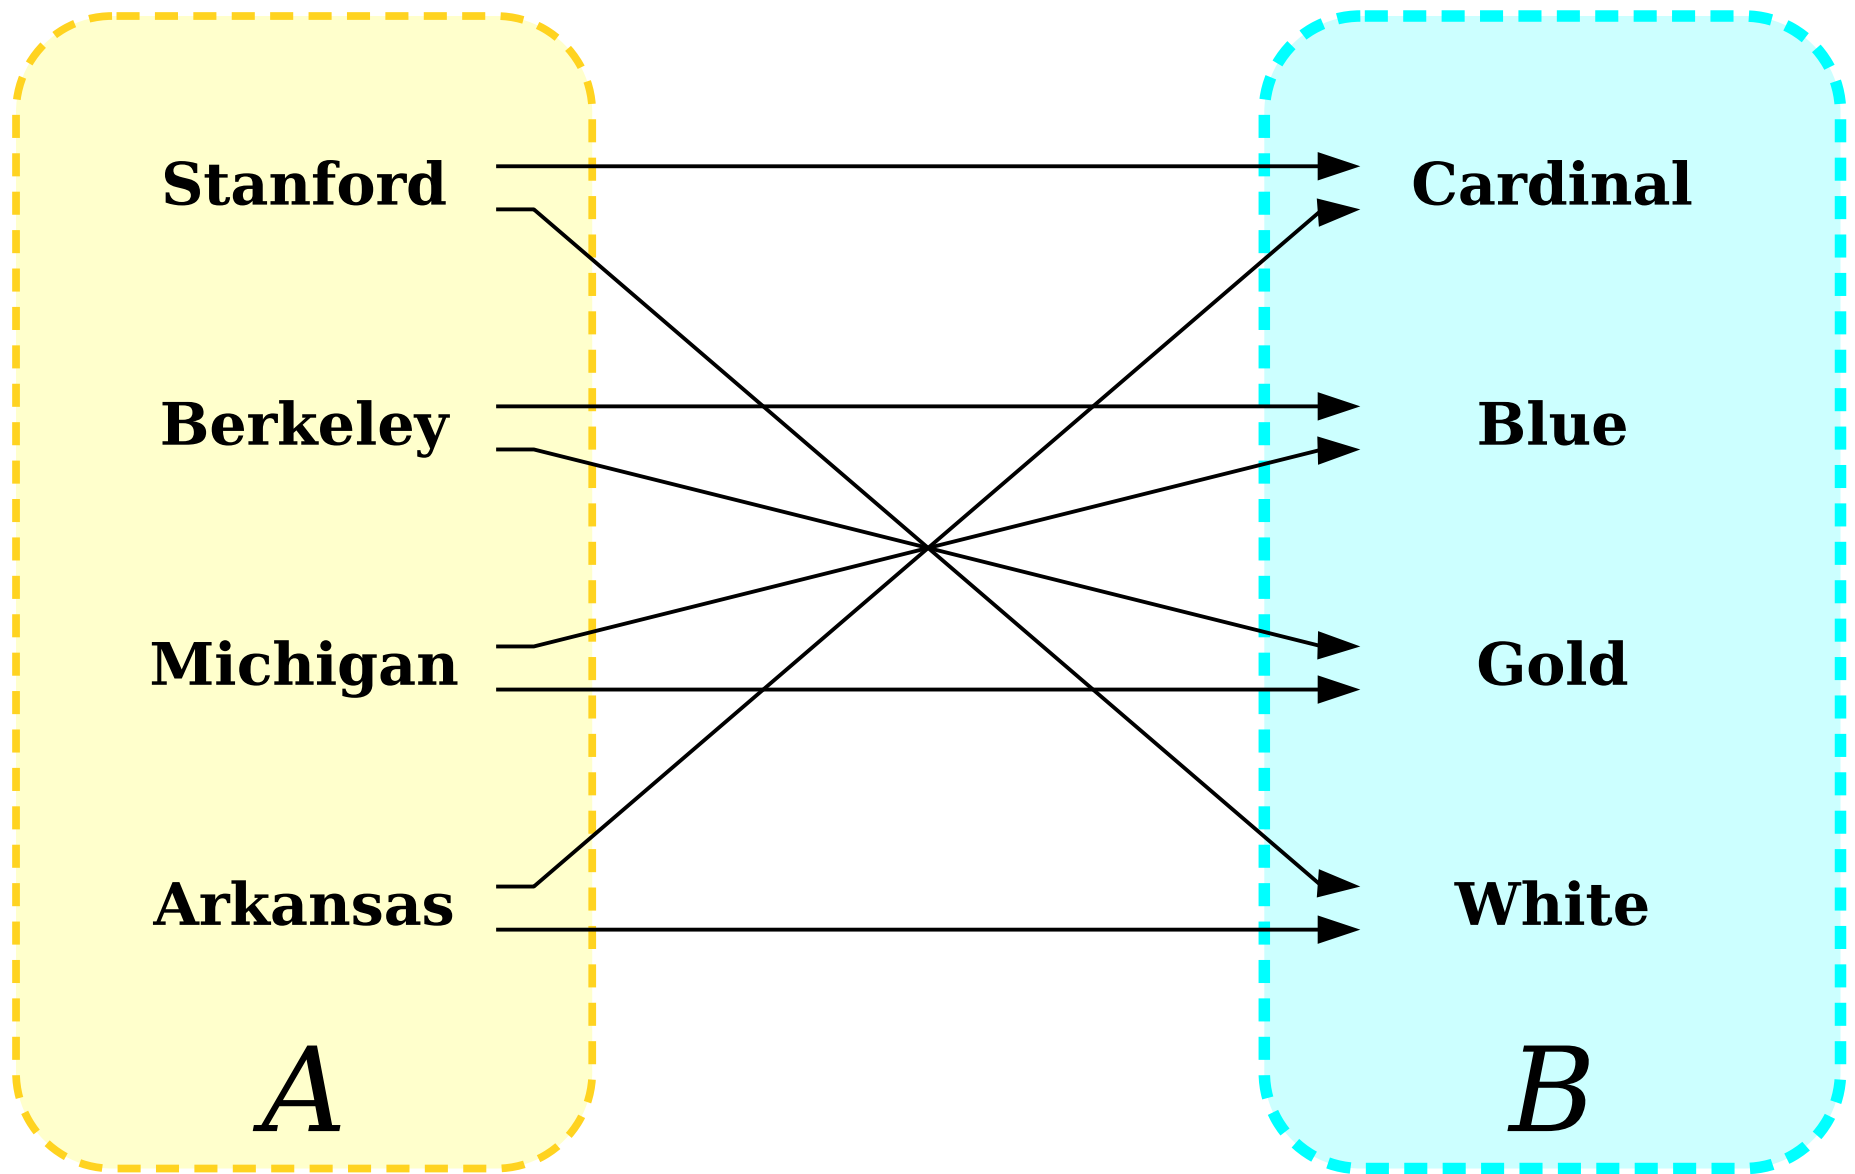 Stanford
Cardinal
Berkeley
Blue
Michigan
Gold
Arkansas
White
A
B